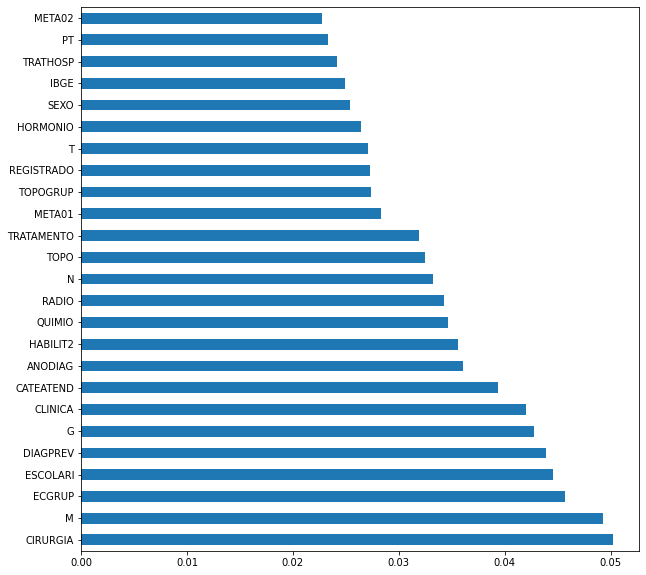 META02
PT
TRATHOSP
IBGE
SEXO
HORMONIO
T
REGISTRADO
TOPOGRUP
META01
TRATAMENTO
TOPO
N
RADIO
QUIMIO
HABILIT2
ANODIAG
CATEATEND
CLINICA
G
DIAGPREV
ESCOLARI
ECGRUP
M
CIRURGIA
0.00 0.01 0.02 0.03 0.04 0.05